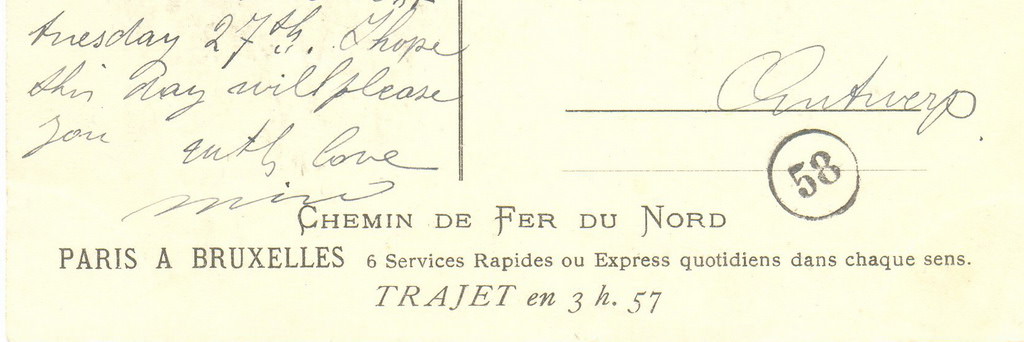 tuesday 27th. I hope
this day will please
you
with love
Antwerp
58
CHEMIN DE FER DU NORD
PARIS A BRUXELLES 6 Services Rapides ou Express quotidiens dans chaque sens.
TRAJET en 3 h. 57